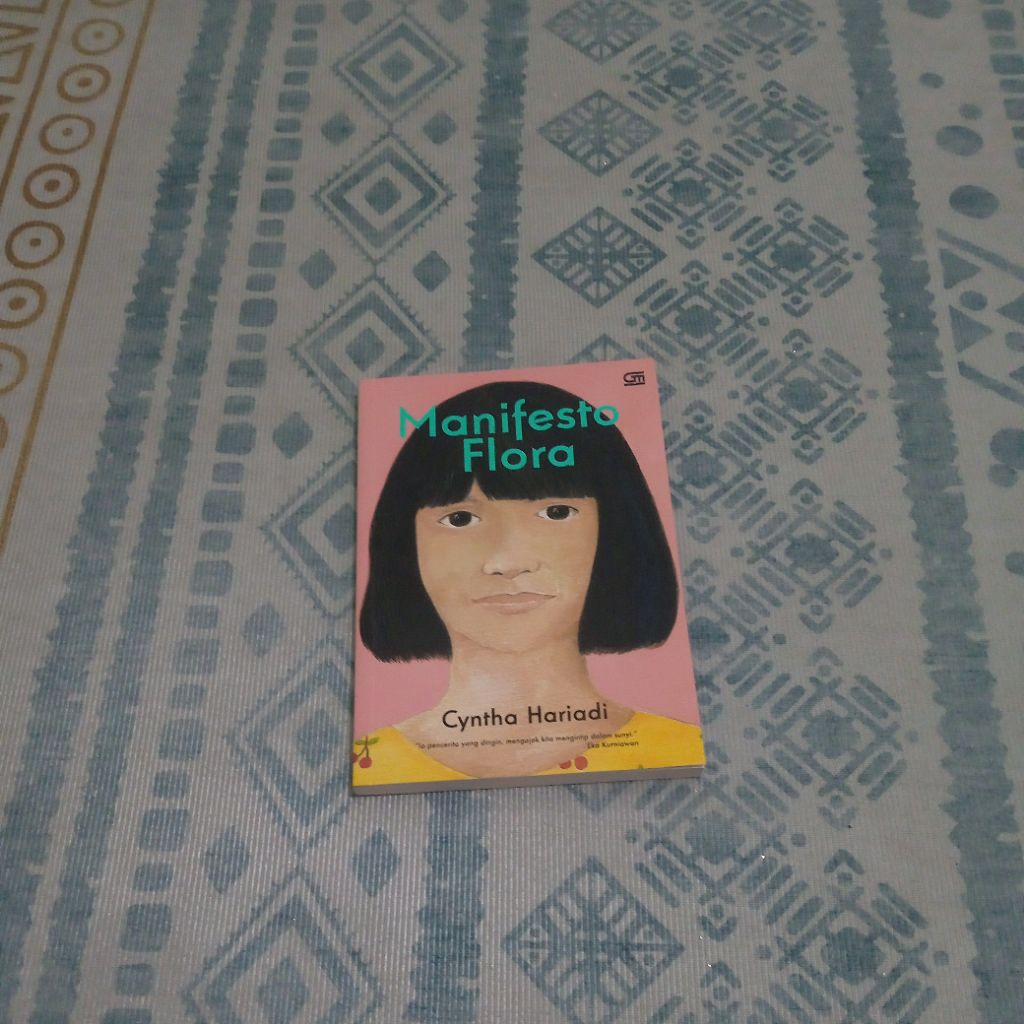 GM
Manifesto
Flora
Cyntha Hariadi
"Ia pencerita yang dingin, mengajak kita mengintip dalam sunyi."
Eka Kurniawan